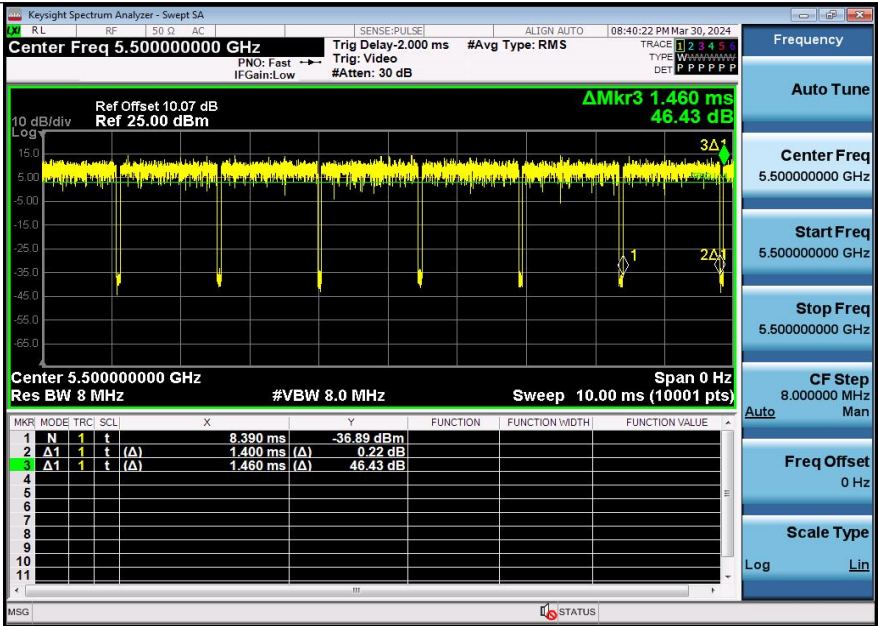 Keysight Spectrum Analyzer - Swept SA
LXI RL RF 50 Ω AC SENSE:PULSE ALIGN AUTO 08:40:22 PM Mar 30, 2024
Center Freq 5.500000000 GHz
PNO: Fast
IFGain:Low
Trig Delay-2.000 ms
Trig: Video
#Atten: 30 dB
#Avg Type: RMS
TRACE 1 2 3 4 5 6
TYPE WWWWWW
DET P P P P P P
Frequency
Auto Tune
Center Freq
5.500000000 GHz
Start Freq
5.500000000 GHz
Stop Freq
5.500000000 GHz
CF Step
8.000000 MHz
Auto Man
Freq Offset
0 Hz
Scale Type
Log Lin
ΔMkr3 1.460 ms
46.43 dB
Ref Offset 10.07 dB
10 dB/div Ref 25.00 dBm
Log
15.0
5.00
-5.00
-15.0
-25.0
-35.0
-45.0
-55.0
-65.0
3Δ1
1
2Δ1
Center 5.500000000 GHz Span 0 Hz
Res BW 8 MHz #VBW 8.0 MHz Sweep 10.00 ms (10001 pts)
MKR MODE TRC SCL X Y FUNCTION FUNCTION WIDTH FUNCTION VALUE
1 N 1 t 8.390 ms -36.89 dBm
2 Δ1 1 t (Δ) 1.400 ms (Δ) 0.22 dB
3 Δ1 1 t (Δ) 1.460 ms (Δ) 46.43 dB
4
5
6
7
8
9
10
11
MSG STATUS